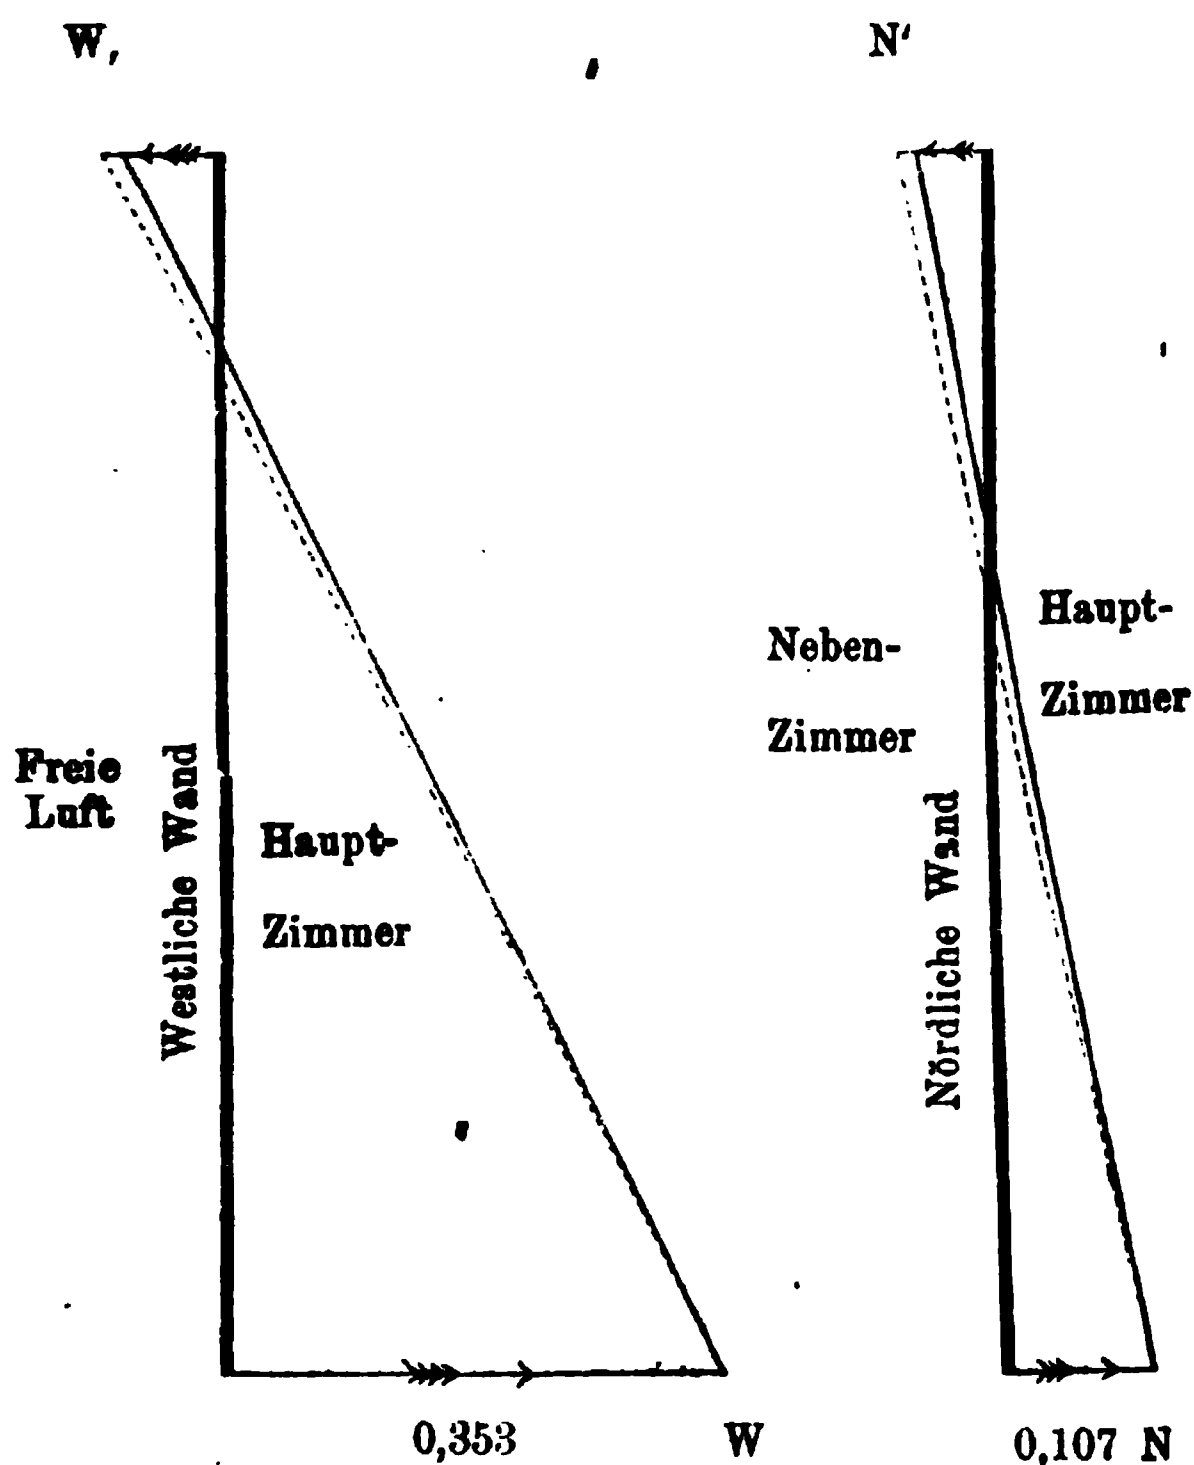 W,
N'
Freie
Luft
Westliche Wand
Haupt-
Zimmer
Neben-
Zimmer
Nördliche Wand
Haupt-
Zimmer
0,353 W
0,107 N